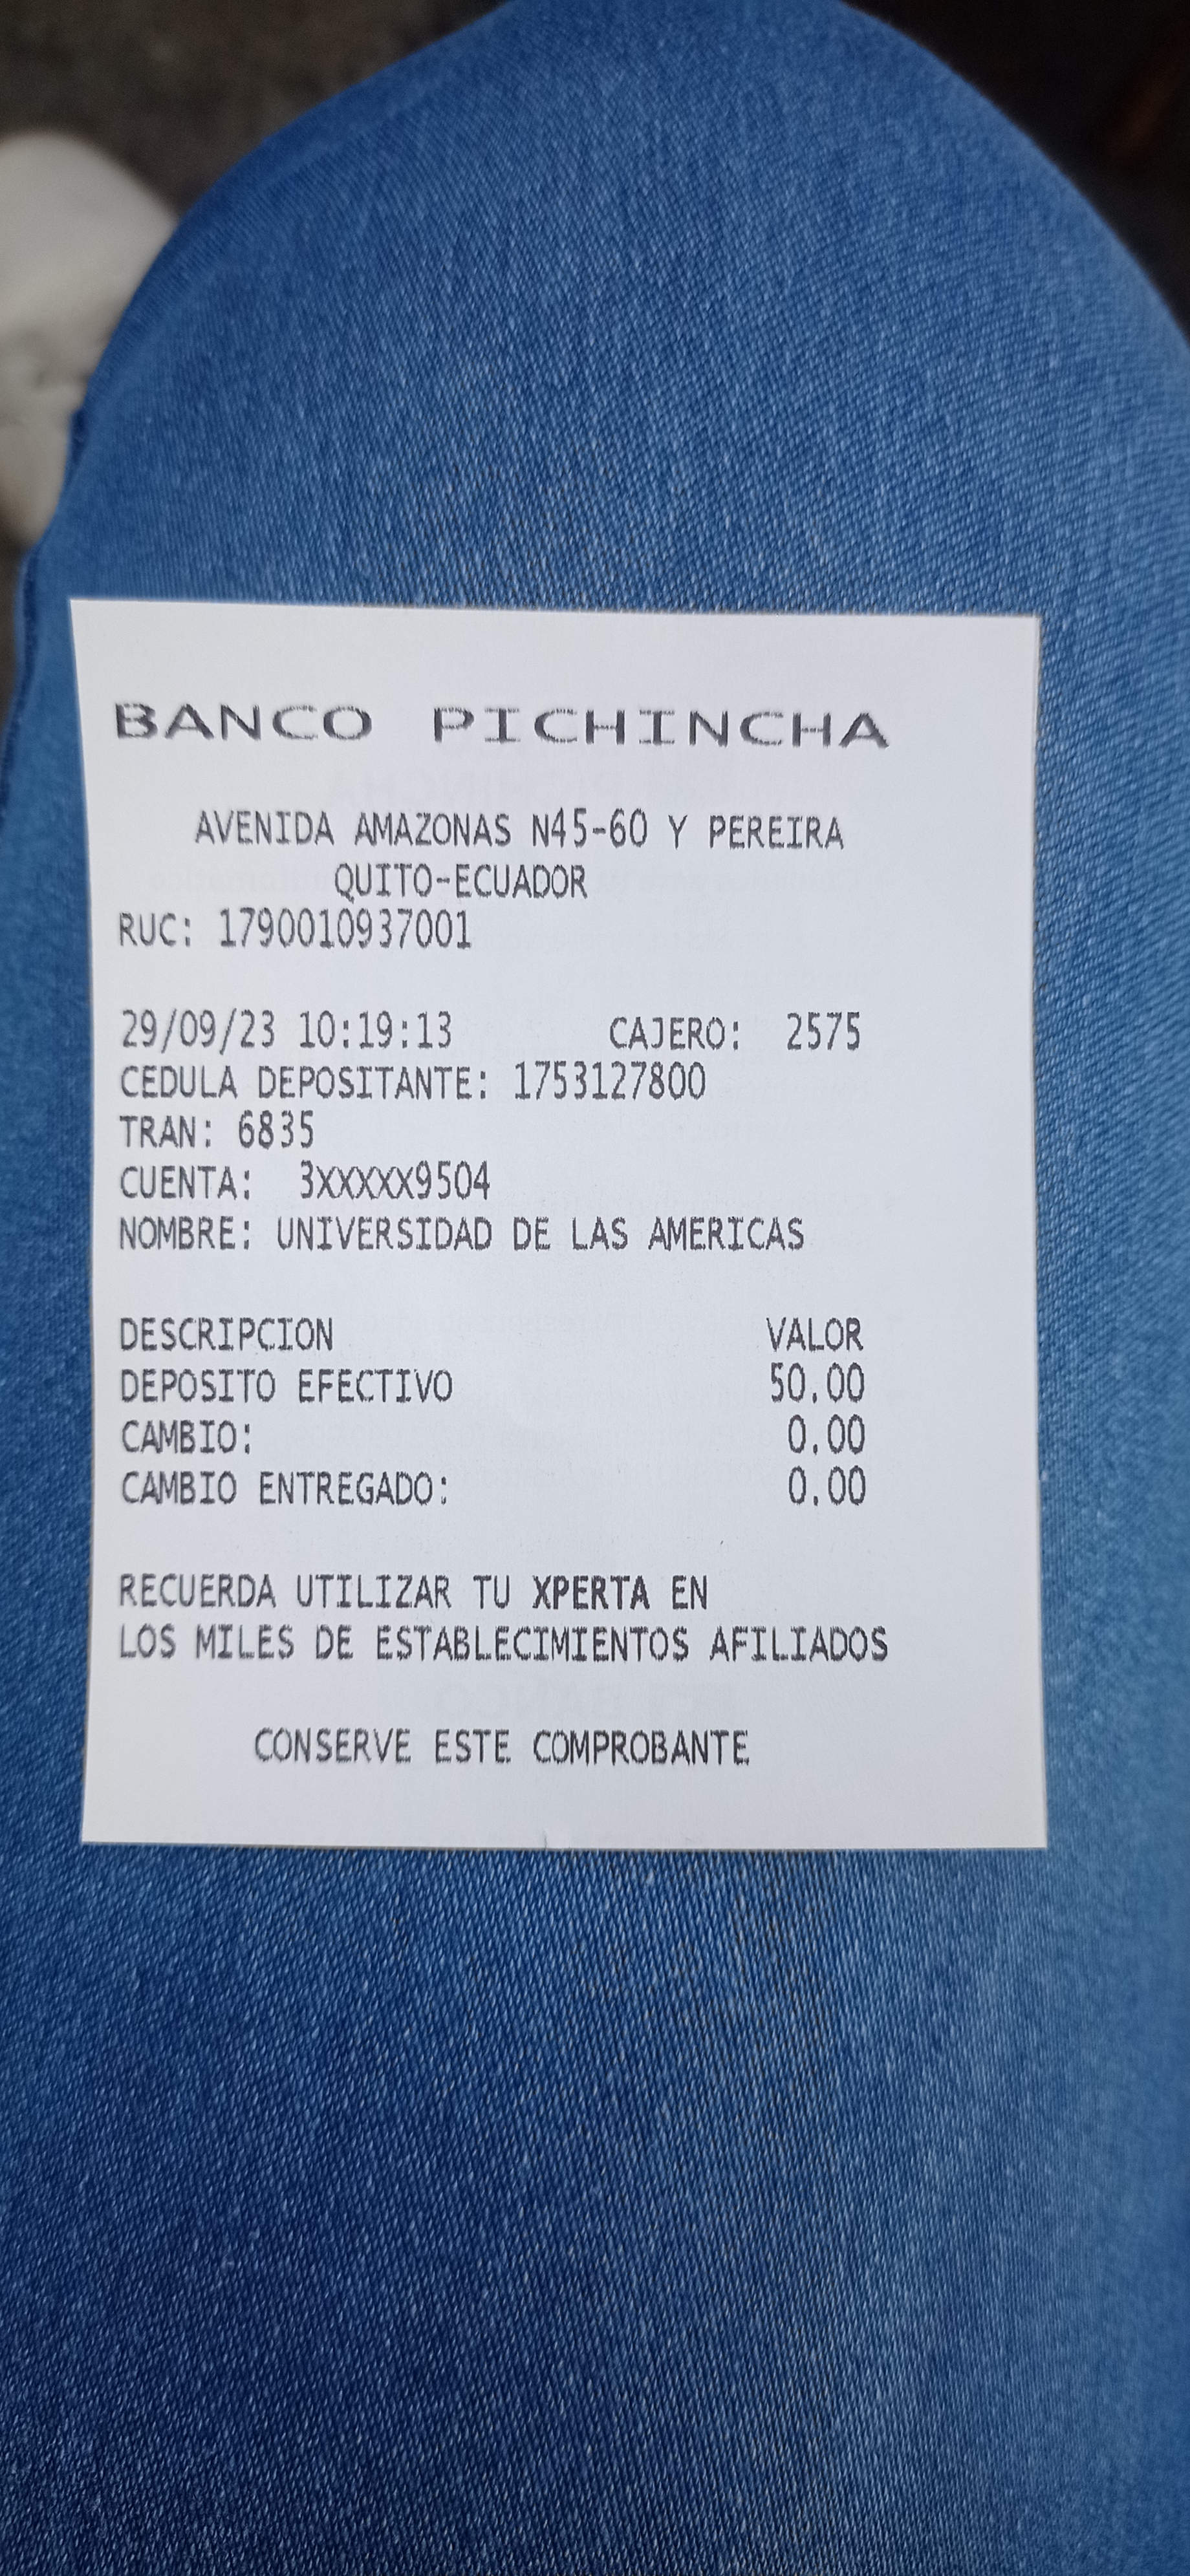 BANCO PICHINCHA
AVENIDA AMAZONAS N45-60 Y PEREIRA
QUITO-ECUADOR
RUC: 1790010937001
29/09/23 10:19:13 CAJERO: 2575
CEDULA DEPOSITANTE: 1753127800
TRAN: 6835
CUENTA: 3XXXXX9504
NOMBRE: UNIVERSIDAD DE LAS AMERICAS
DESCRIPCION VALOR
DEPOSITO EFECTIVO 50.00
CAMBIO: 0.00
CAMBIO ENTREGADO: 0.00
RECUERDA UTILIZAR TU XPERTA EN
LOS MILES DE ESTABLECIMIENTOS AFILIADOS
CONSERVE ESTE COMPROBANTE